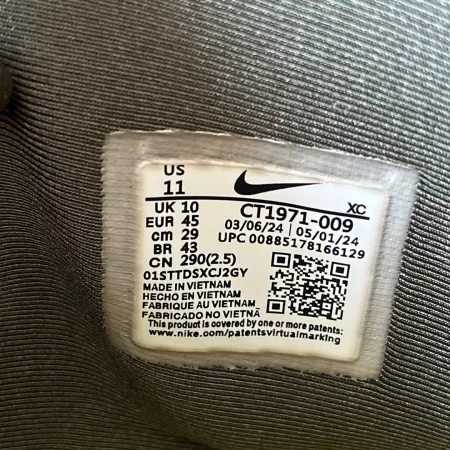 US
11
XC
UK 10
EUR 45
cm 29
BR 43
CN 290(2.5)
CT1971-009
03/06/24 | 05/01/24
UPC 00885178166129
01STTDSXCJ2GY
MADE IN VIETNAM
HECHO EN VIETNAM
FABRIQUE AU VIETNAM
FABRICADO NO VIETNÃ
This product is covered by one or more patents:
www.nike.com/patentsvirtualmarking